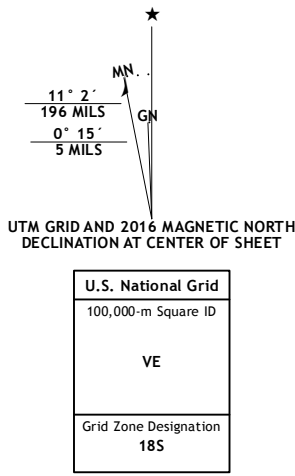 ★
MN
11° 2´
196 MILS
GN
0° 15´
5 MILS
UTM GRID AND 2016 MAGNETIC NORTH
DECLINATION AT CENTER OF SHEET
U.S. National Grid
100,000-m Square ID
VE
Grid Zone Designation
18S